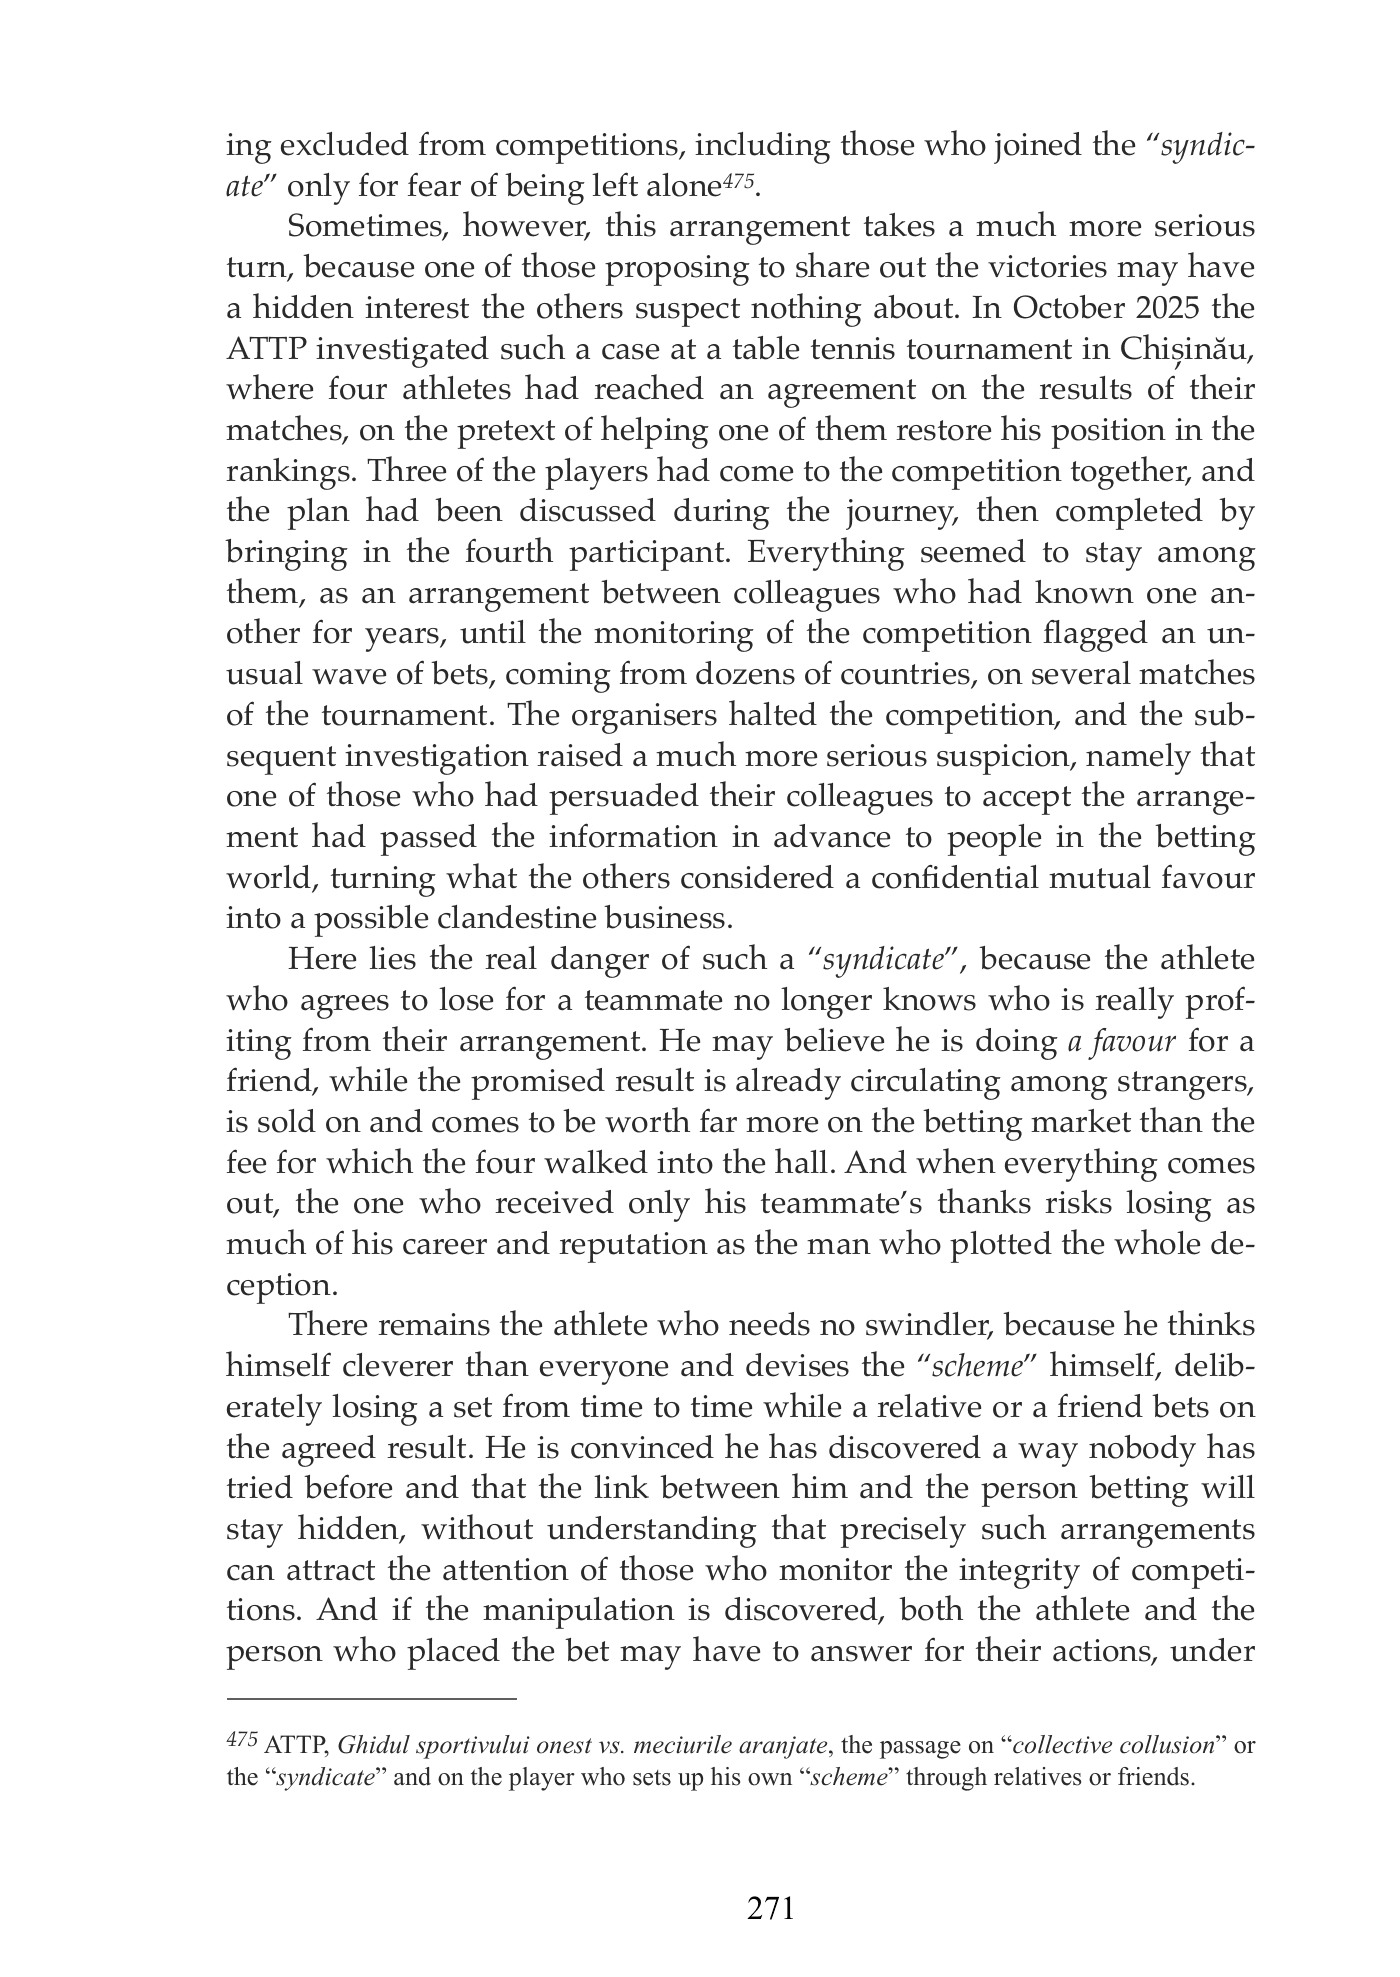 ing excluded from competitions, including those who joined the “syndic-
ate” only for fear of being left alone475.
Sometimes, however, this arrangement takes a much more serious
turn, because one of those proposing to share out the victories may have
a hidden interest the others suspect nothing about. In October 2025 the
ATTP investigated such a case at a table tennis tournament in Chișinău,
where four athletes had reached an agreement on the results of their
matches, on the pretext of helping one of them restore his position in the
rankings. Three of the players had come to the competition together, and
the plan had been discussed during the journey, then completed by
bringing in the fourth participant. Everything seemed to stay among
them, as an arrangement between colleagues who had known one an-
other for years, until the monitoring of the competition flagged an un-
usual wave of bets, coming from dozens of countries, on several matches
of the tournament. The organisers halted the competition, and the sub-
sequent investigation raised a much more serious suspicion, namely that
one of those who had persuaded their colleagues to accept the arrange-
ment had passed the information in advance to people in the betting
world, turning what the others considered a confidential mutual favour
into a possible clandestine business.
Here lies the real danger of such a “syndicate”, because the athlete
who agrees to lose for a teammate no longer knows who is really prof-
iting from their arrangement. He may believe he is doing a favour for a
friend, while the promised result is already circulating among strangers,
is sold on and comes to be worth far more on the betting market than the
fee for which the four walked into the hall. And when everything comes
out, the one who received only his teammate’s thanks risks losing as
much of his career and reputation as the man who plotted the whole de-
ception.
There remains the athlete who needs no swindler, because he thinks
himself cleverer than everyone and devises the “scheme” himself, delib-
erately losing a set from time to time while a relative or a friend bets on
the agreed result. He is convinced he has discovered a way nobody has
tried before and that the link between him and the person betting will
stay hidden, without understanding that precisely such arrangements
can attract the attention of those who monitor the integrity of competi-
tions. And if the manipulation is discovered, both the athlete and the
person who placed the bet may have to answer for their actions, under
475 ATTP, Ghidul sportivului onest vs. meciurile aranjate, the passage on “collective collusion” or
the “syndicate” and on the player who sets up his own “scheme” through relatives or friends.
271